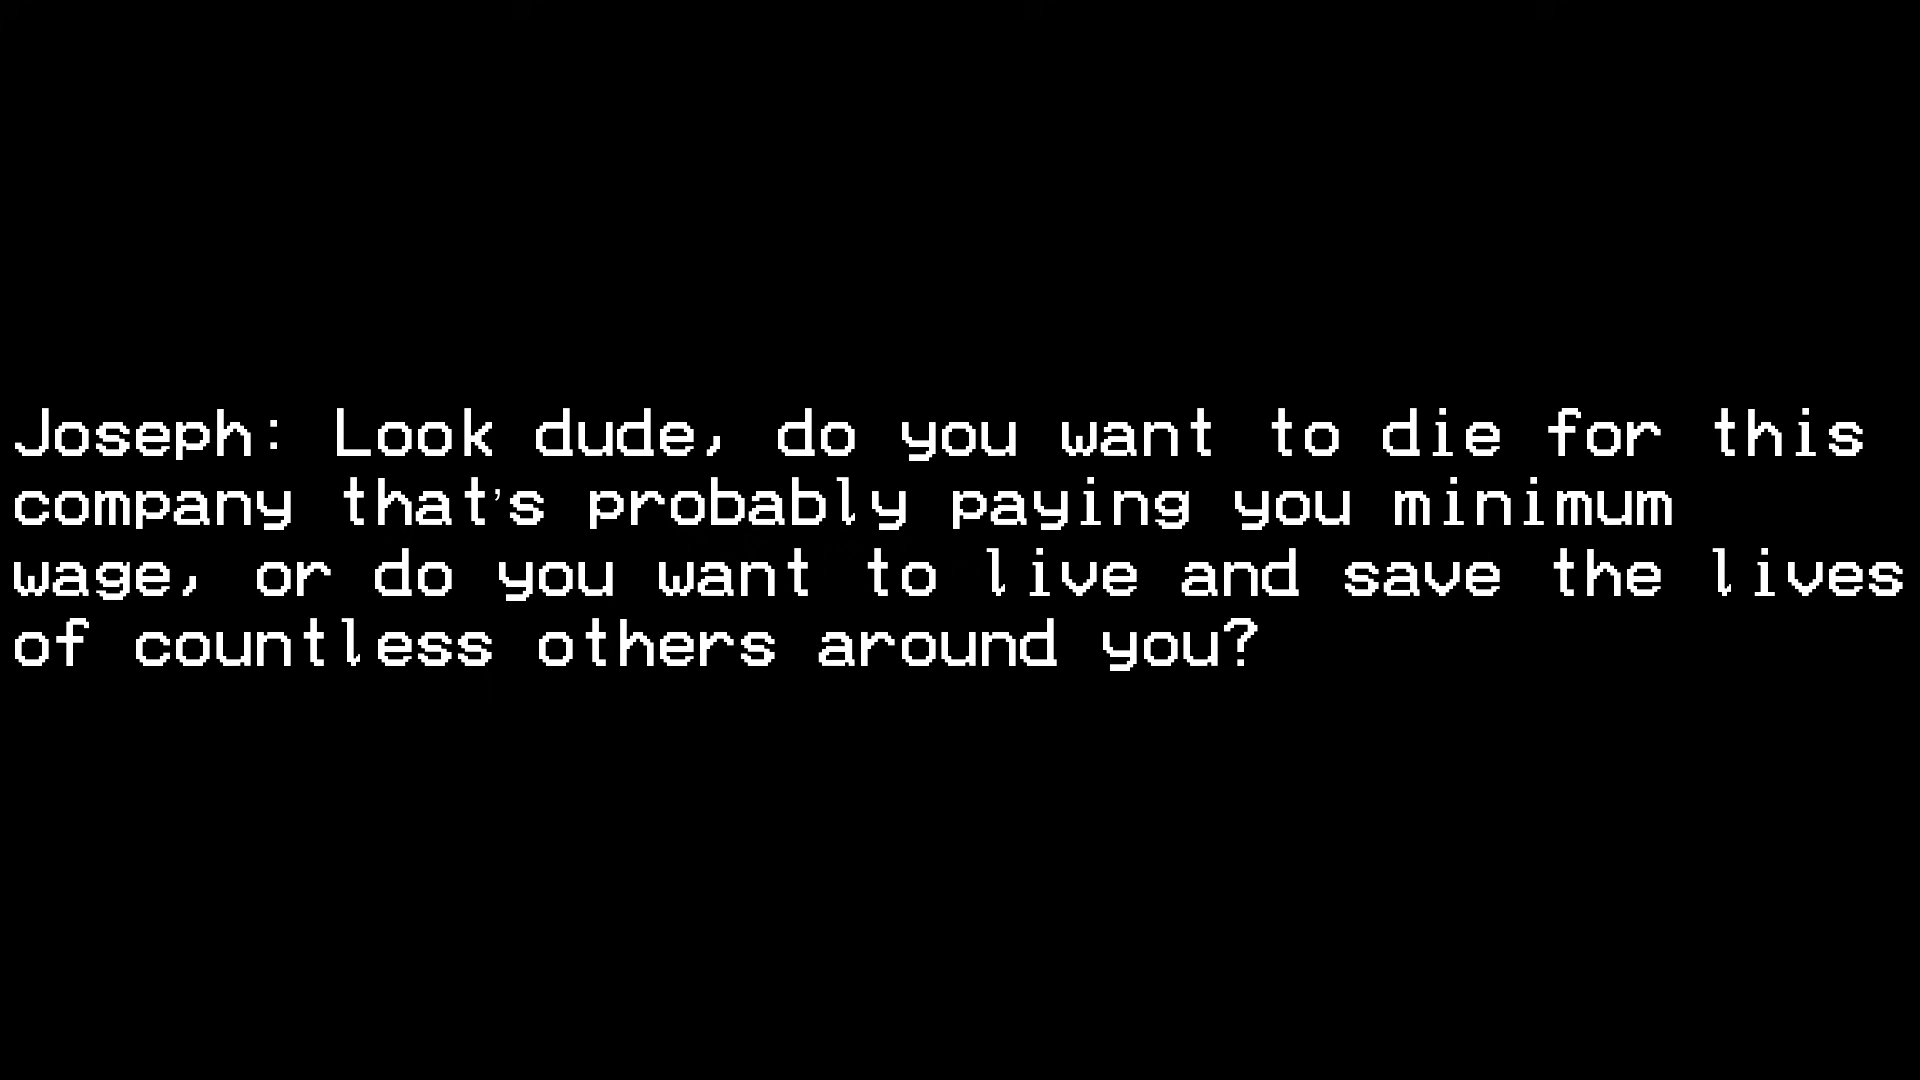 Joseph: Look dude, do you want to die for this
company that's probably paying you minimum
wage, or do you want to live and save the lives
of countless others around you?